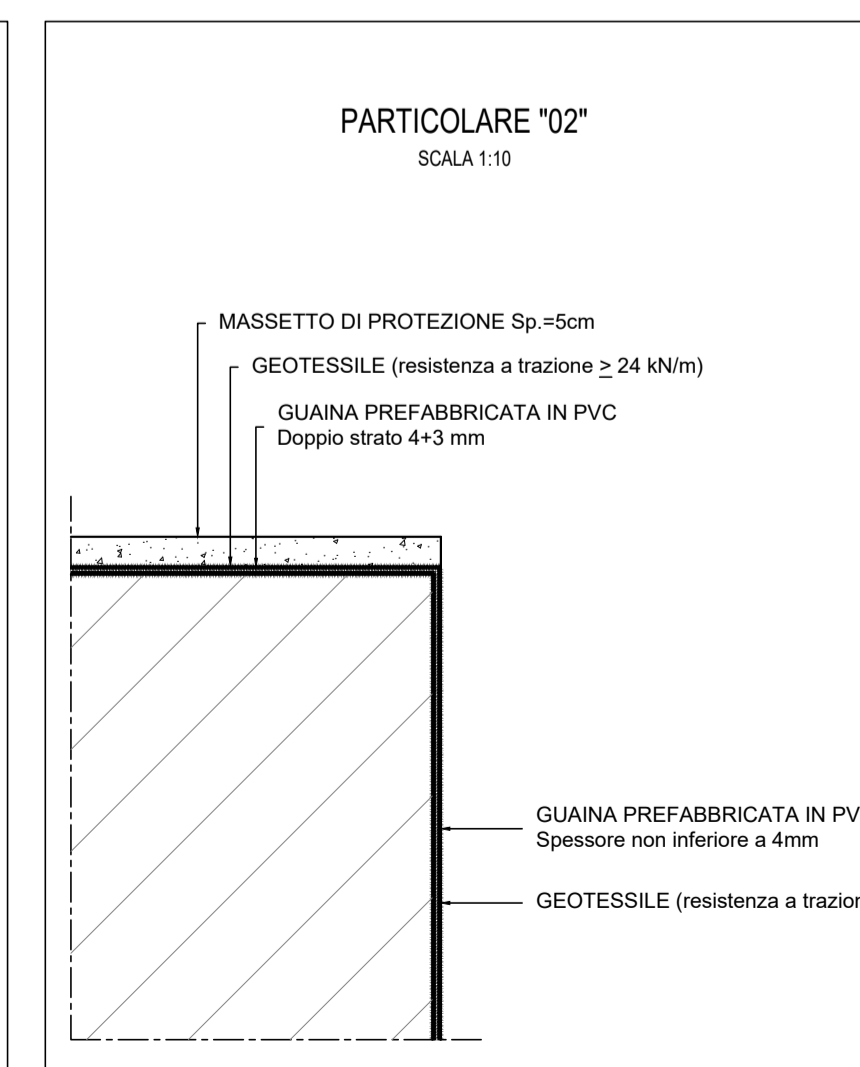 PARTICOLARE "02"
SCALA 1:10
MASSETTO DI PROTEZIONE Sp.=5cm
GEOTESSILE (resistenza a trazione ≥ 24 kN/m)
GUAINA PREFABBRICATA IN PVC
Doppio strato 4+3 mm
GUAINA PREFABBRICATA IN PV
Spessore non inferiore a 4mm
GEOTESSILE (resistenza a trazion